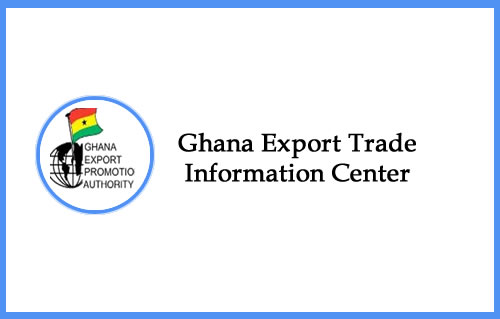 GHANA
EXPORT
PROMOTIO
AUTHORITY
Ghana Export Trade
Information Center